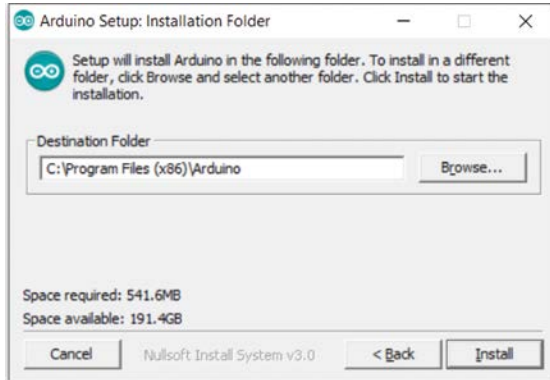 Arduino Setup: Installation Folder
Setup will install Arduino in the following folder. To install in a different
folder, click Browse and select another folder. Click Install to start the
installation.
Destination Folder
C:\Program Files (x86)\Arduino
Browse...
Space required: 541.6MB
Space available: 191.4GB
Cancel
Nullsoft Install System v3.0
< Back
Install